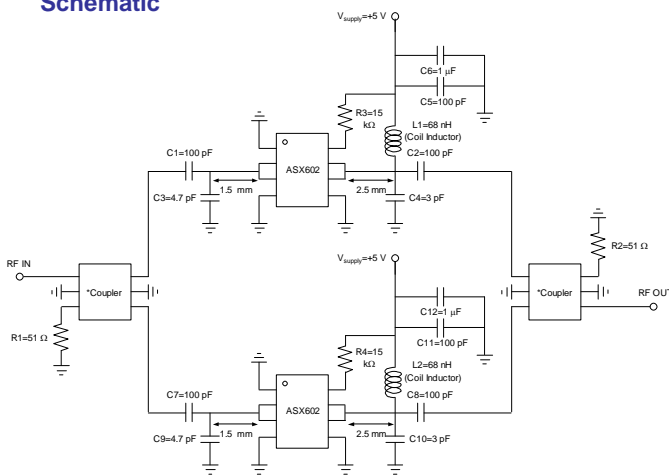 Schematic
Vsupply=+5 V
C6=1 µF
C5=100 pF
R3=15
kΩ
L1=68 nH
(Coil Inductor)
C1=100 pF
C2=100 pF
ASX602
1.5 mm
2.5 mm
C3=4.7 pF
C4=3 pF
RF IN
*Coupler
R1=51 Ω
R2=51 Ω
*Coupler
RF OUT
Vsupply=+5 V
C12=1 µF
C11=100 pF
R4=15
kΩ
L2=68 nH
(Coil Inductor)
C7=100 pF
C8=100 pF
ASX602
1.5 mm
2.5 mm
C9=4.7 pF
C10=3 pF